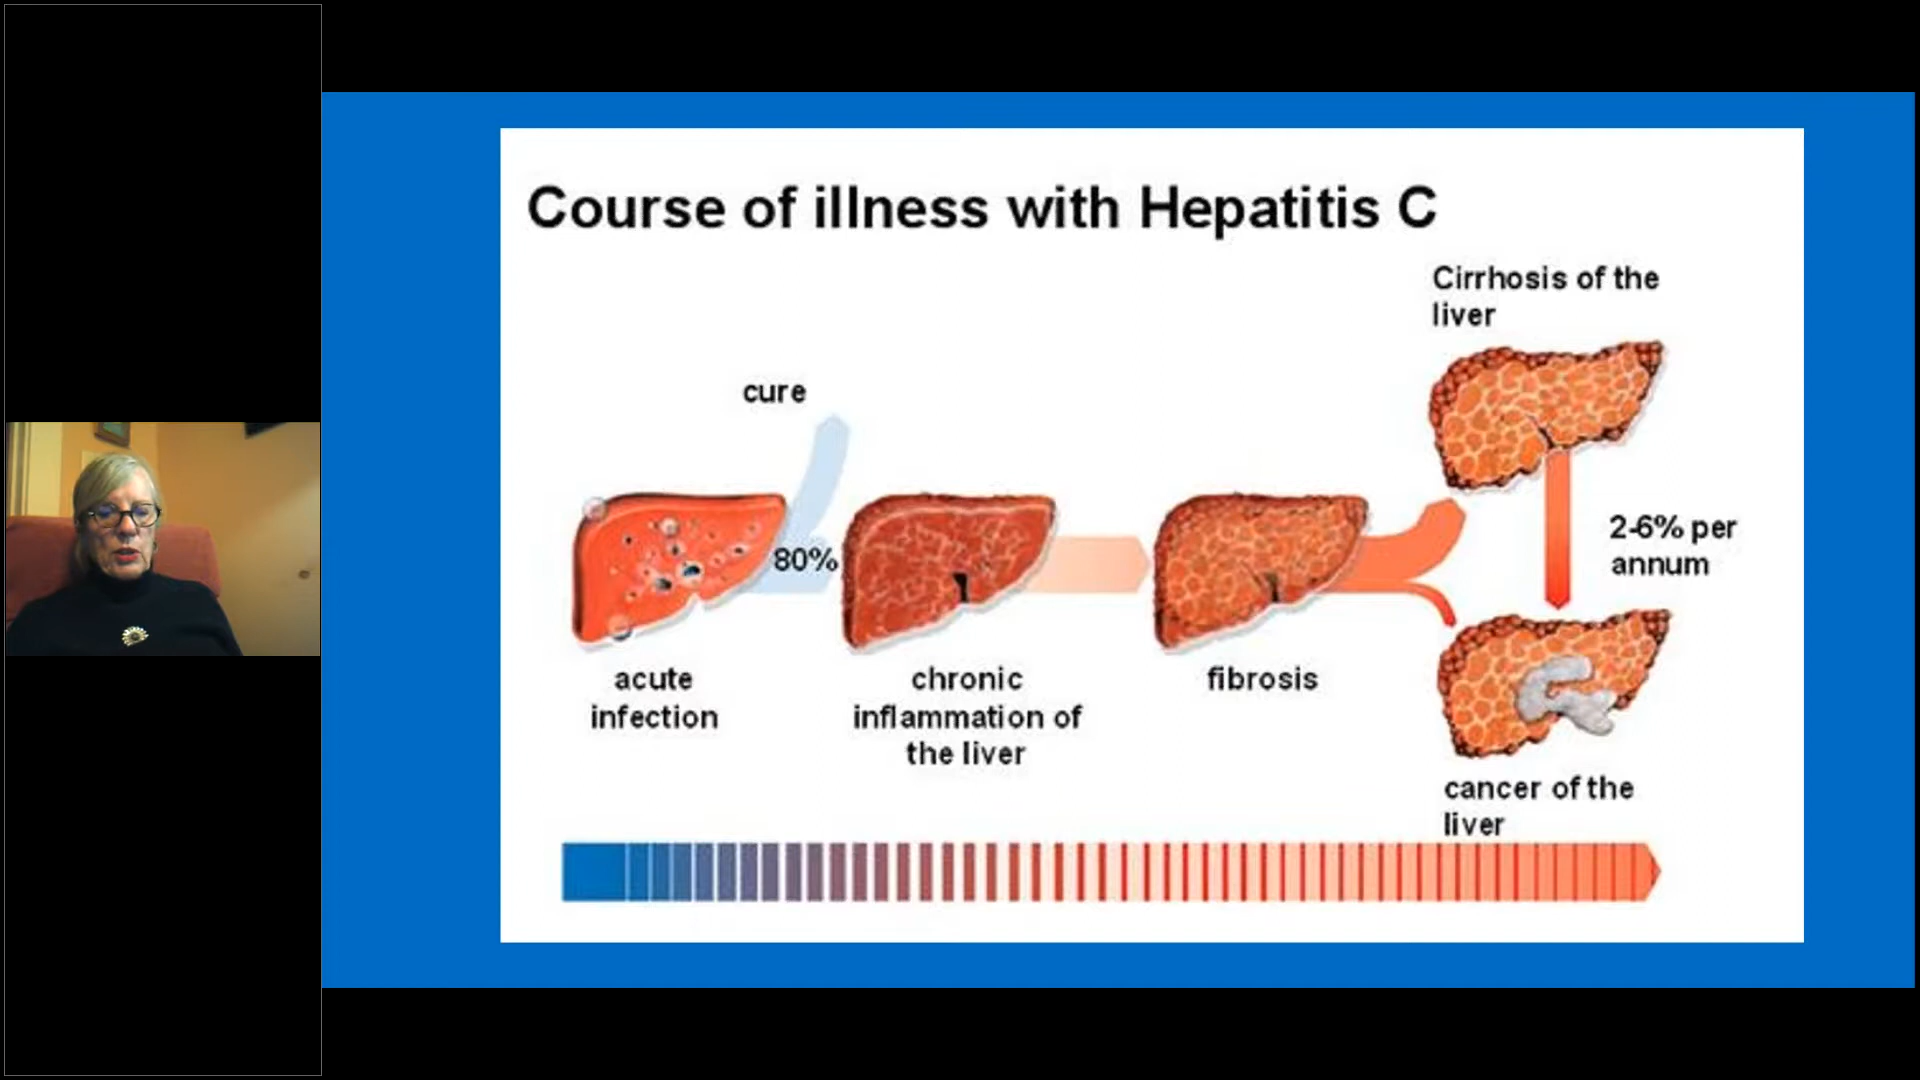 Course of illness with Hepatitis C
Cirrhosis of the
liver
cure
80%
2-6% per
annum
acute
infection
chronic
inflammation of
the liver
fibrosis
cancer of the
liver